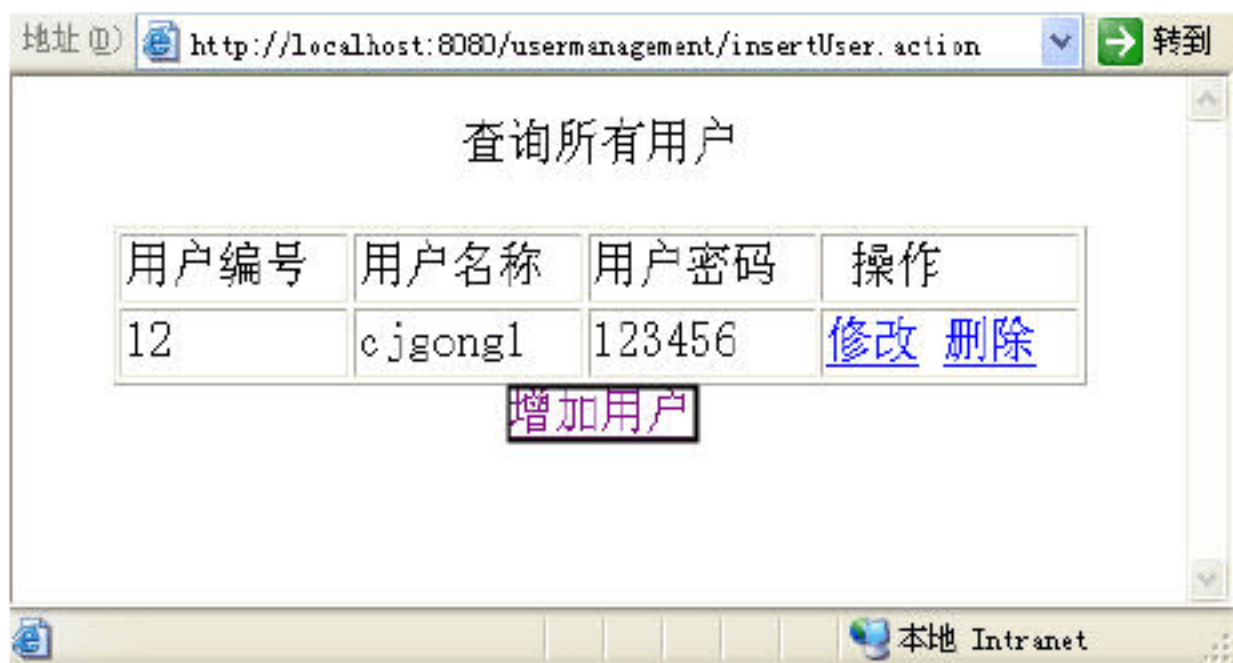 地址(D) http://localhost:8080/usermanagement/insertUser.action 转到
查询所有用户
用户编号 用户名称 用户密码 操作
12 cjgong1 123456 修改 删除
增加用户
本地 Intranet